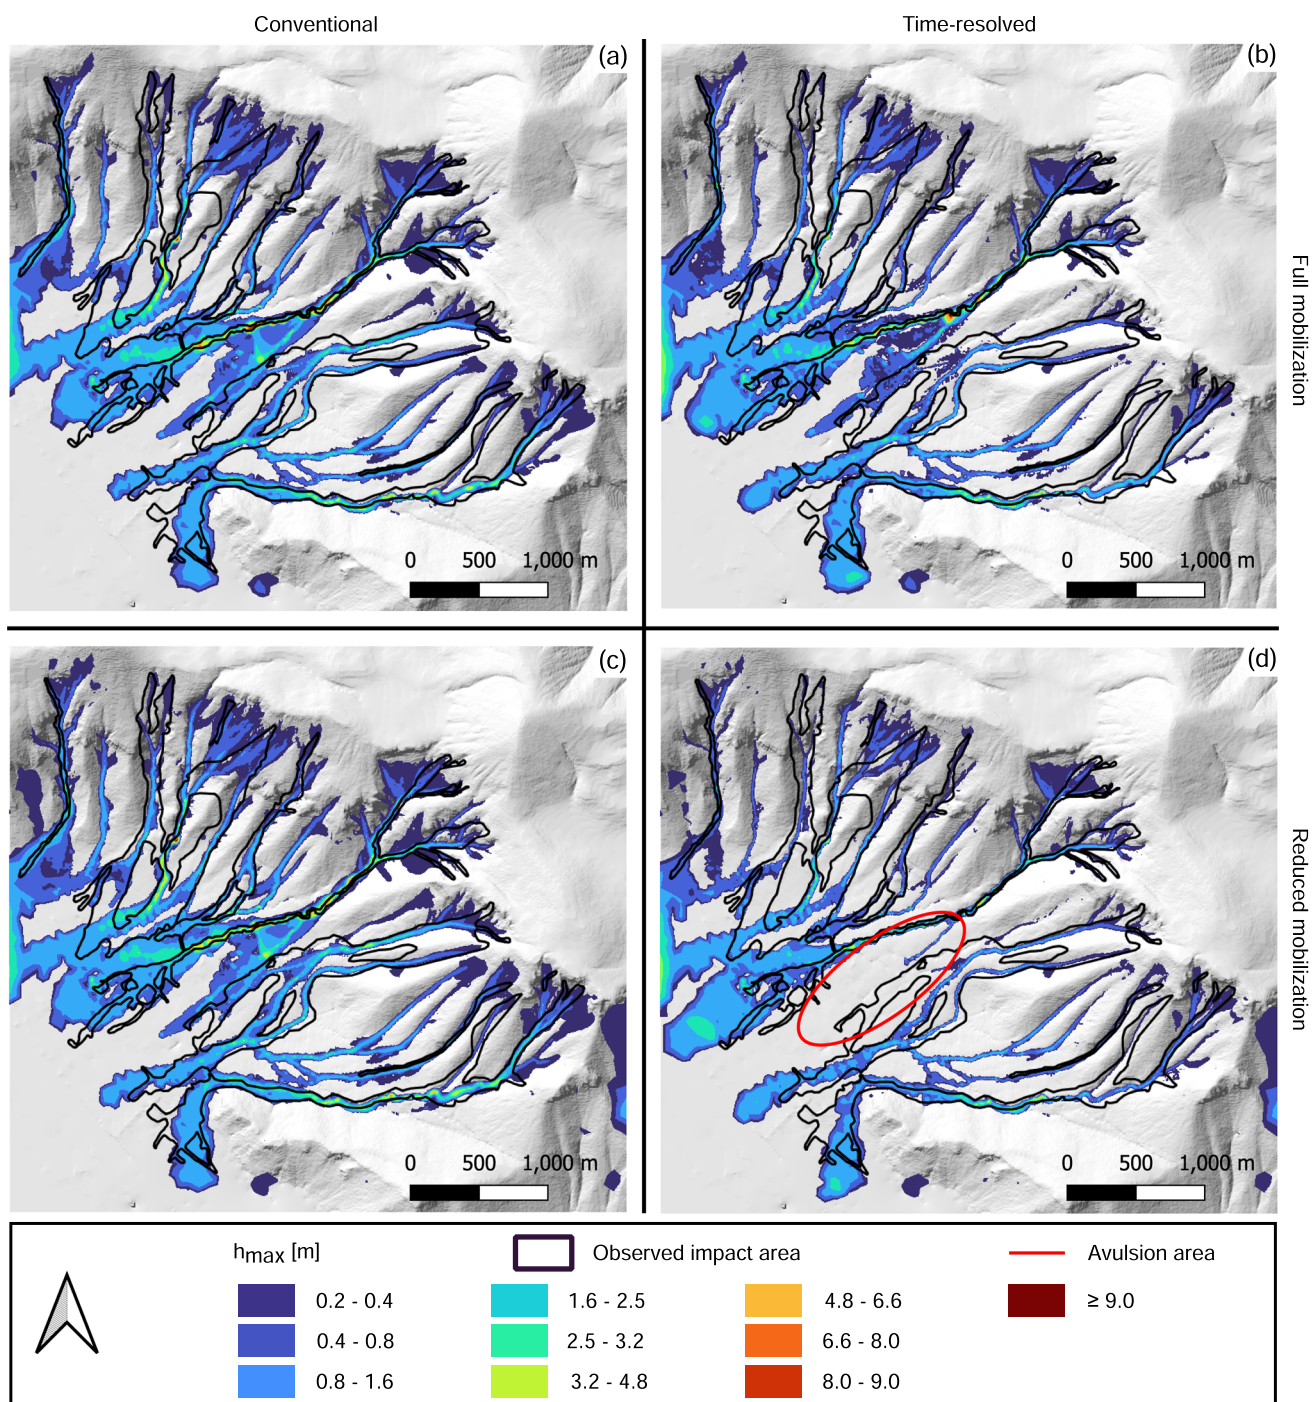 Conventional
Time-resolved
(a)
(b)
Full mobilization
0 500 1,000 m
0 500 1,000 m
(c)
(d)
Reduced mobilization
0 500 1,000 m
0 500 1,000 m
hmax [m]
Observed impact area
Avulsion area
0.2 - 0.4
1.6 - 2.5
4.8 - 6.6
≥ 9.0
0.4 - 0.8
2.5 - 3.2
6.6 - 8.0
0.8 - 1.6
3.2 - 4.8
8.0 - 9.0